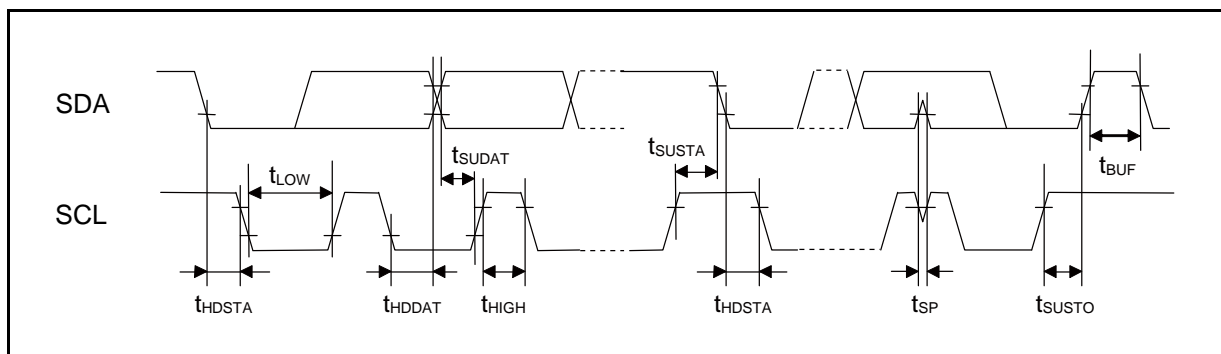 SDA
tSUDAT
tSUSTA
tBUF
tLOW
SCL
tHDSTA
tHDDAT
tHIGH
tHDSTA
tSP
tSUSTO